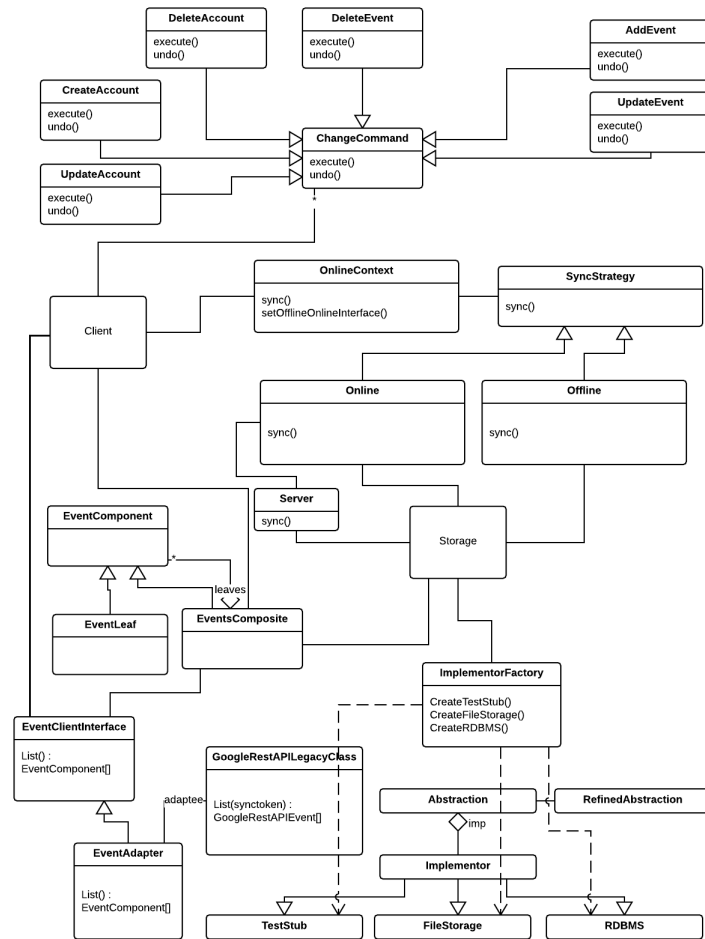 DeleteAccount
execute()
undo()
DeleteEvent
execute()
undo()
AddEvent
execute()
undo()
CreateAccount
execute()
undo()
UpdateEvent
execute()
undo()
ChangeCommand
execute()
undo()
UpdateAccount
execute()
undo()
*
OnlineContext
sync()
setOfflineOnlineInterface()
SyncStrategy
sync()
Client
Online
sync()
Offline
sync()
Server
sync()
Storage
EventComponent
*
leaves
EventLeaf
EventsComposite
ImplementorFactory
CreateTestStub()
CreateFileStorage()
CreateRDBMS()
EventClientInterface
List() :
EventComponent[]
GoogleRestAPILegacyClass
List(synctoken) :
GoogleRestAPIEvent[]
adaptee
Abstraction
RefinedAbstraction
imp
EventAdapter
List() :
EventComponent[]
Implementor
TestStub
FileStorage
RDBMS